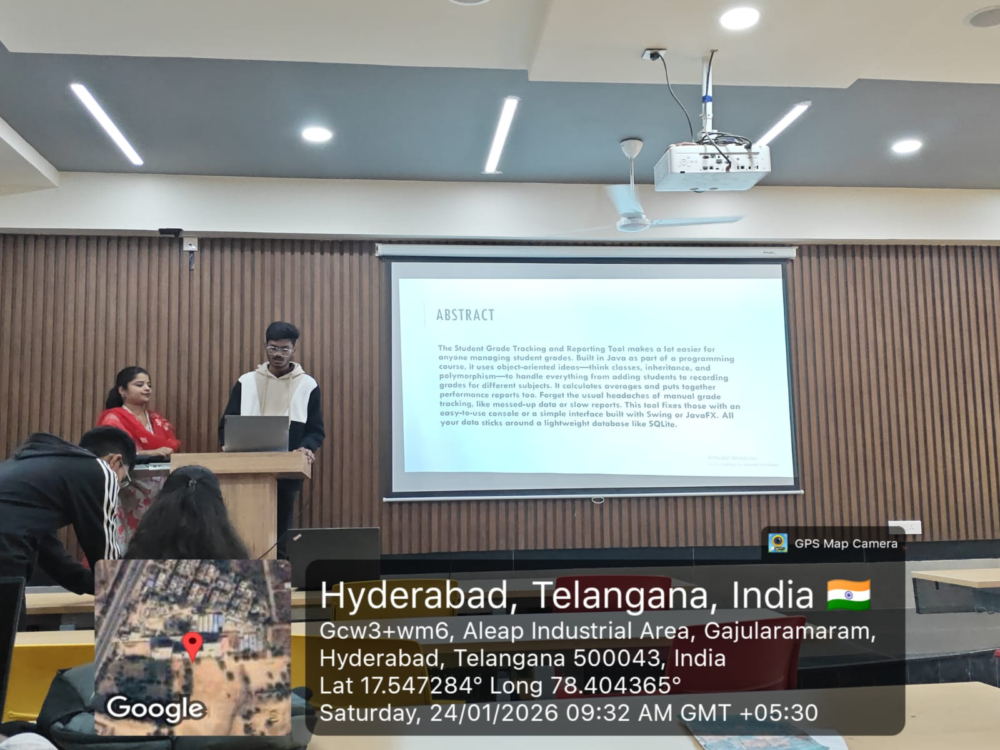 ABSTRACT
The Student Grade Tracking and Reporting Tool makes a lot easier for
anyone managing student grades. Built in Java as part of a programming
course, it uses object-oriented ideas—think classes, inheritance, and
polymorphism—to handle everything from adding students to recording
grades for different subjects. It calculates averages and puts together
performance reports too. Forget the usual headaches of manual grade
tracking, like messed-up data or slow reports. This tool fixes those with an
easy-to-use console or a simple interface built with Swing or JavaFX. All
your data sticks around a lightweight database like SQLite.
Activate Windows
GPS Map Camera
Hyderabad, Telangana, India
Gcw3+wm6, Aleap Industrial Area, Gajularamaram,
Hyderabad, Telangana 500043, India
Lat 17.547284° Long 78.404365°
Saturday, 24/01/2026 09:32 AM GMT +05:30
Google